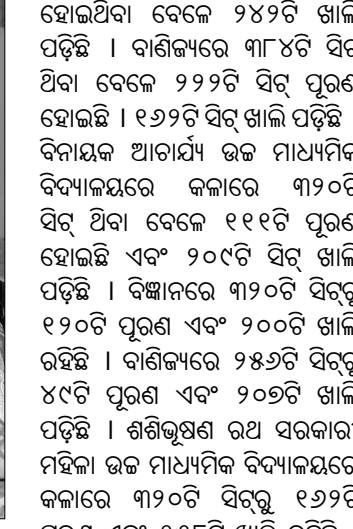 ହୋଇଥିବା ବେଳେ ୨୪୨ଟି ଖାଲି
ପଡ଼ିଛି । ବାଣିଜ୍ୟରେ ୩୮୪ଟି ସିଟ୍
ଥିବା ବେଳେ ୨୨୨ଟି ସିଟ୍ ପୂରଣ
ହୋଇଛି । ୧୬୨ଟି ସିଟ୍ ଖାଲି ପଡ଼ିଛି
ବିନାୟକ ଆଚାର୍ଯ୍ୟ ଉଚ୍ଚ ମାଧ୍ୟମିକ
ବିଦ୍ୟାଳୟରେ କଳାରେ ୩୨୦ଟି
ସିଟ୍ ଥିବା ବେଳେ ୧୧୧ଟି ପୂରଣ
ହୋଇଛି ଏବଂ ୨୦୯ଟି ସିଟ୍ ଖାଲି
ପଡ଼ିଛି । ବିଜ୍ଞାନରେ ୩୨୦ଟି ସିଟ୍‌ରୁ
୧୨୦ଟି ପୂରଣ ଏବଂ ୨୦୦ଟି ଖାଲି
ରହିଛି । ବାଣିଜ୍ୟରେ ୨୫୬ଟି ସିଟ୍‌ରୁ
୪୯ଟି ପୂରଣ ଏବଂ ୨୦୭ଟି ଖାଲି
ପଡ଼ିଛି । ଶଶିଭୂଷଣ ରଥ ସରକାରୀ
ମହିଳା ଉଚ୍ଚ ମାଧ୍ୟମିକ ବିଦ୍ୟାଳୟରେ
କଳାରେ ୩୨୦ଟି ସିଟ୍‌ରୁ ୧୬୨ଟି